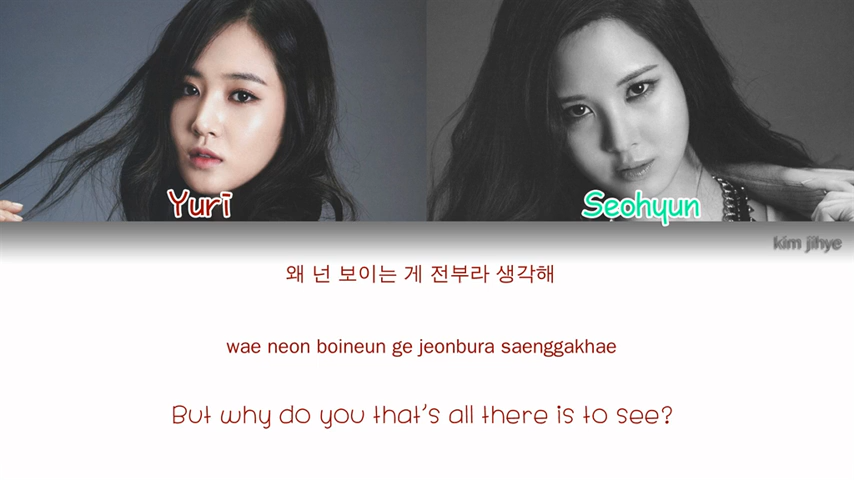 Yuri Seohyun
kim jihye
왜 넌 보이는 게 전부라 생각해
wae neon boineun ge jeonbura saenggakhae
But why do you that's all there is to see?